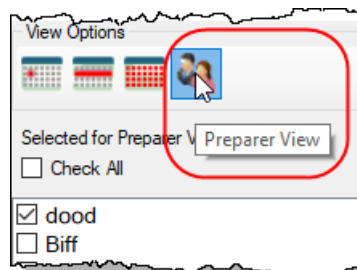 View Options
Selected for Preparer V
Preparer View
Check All
dood
Biff